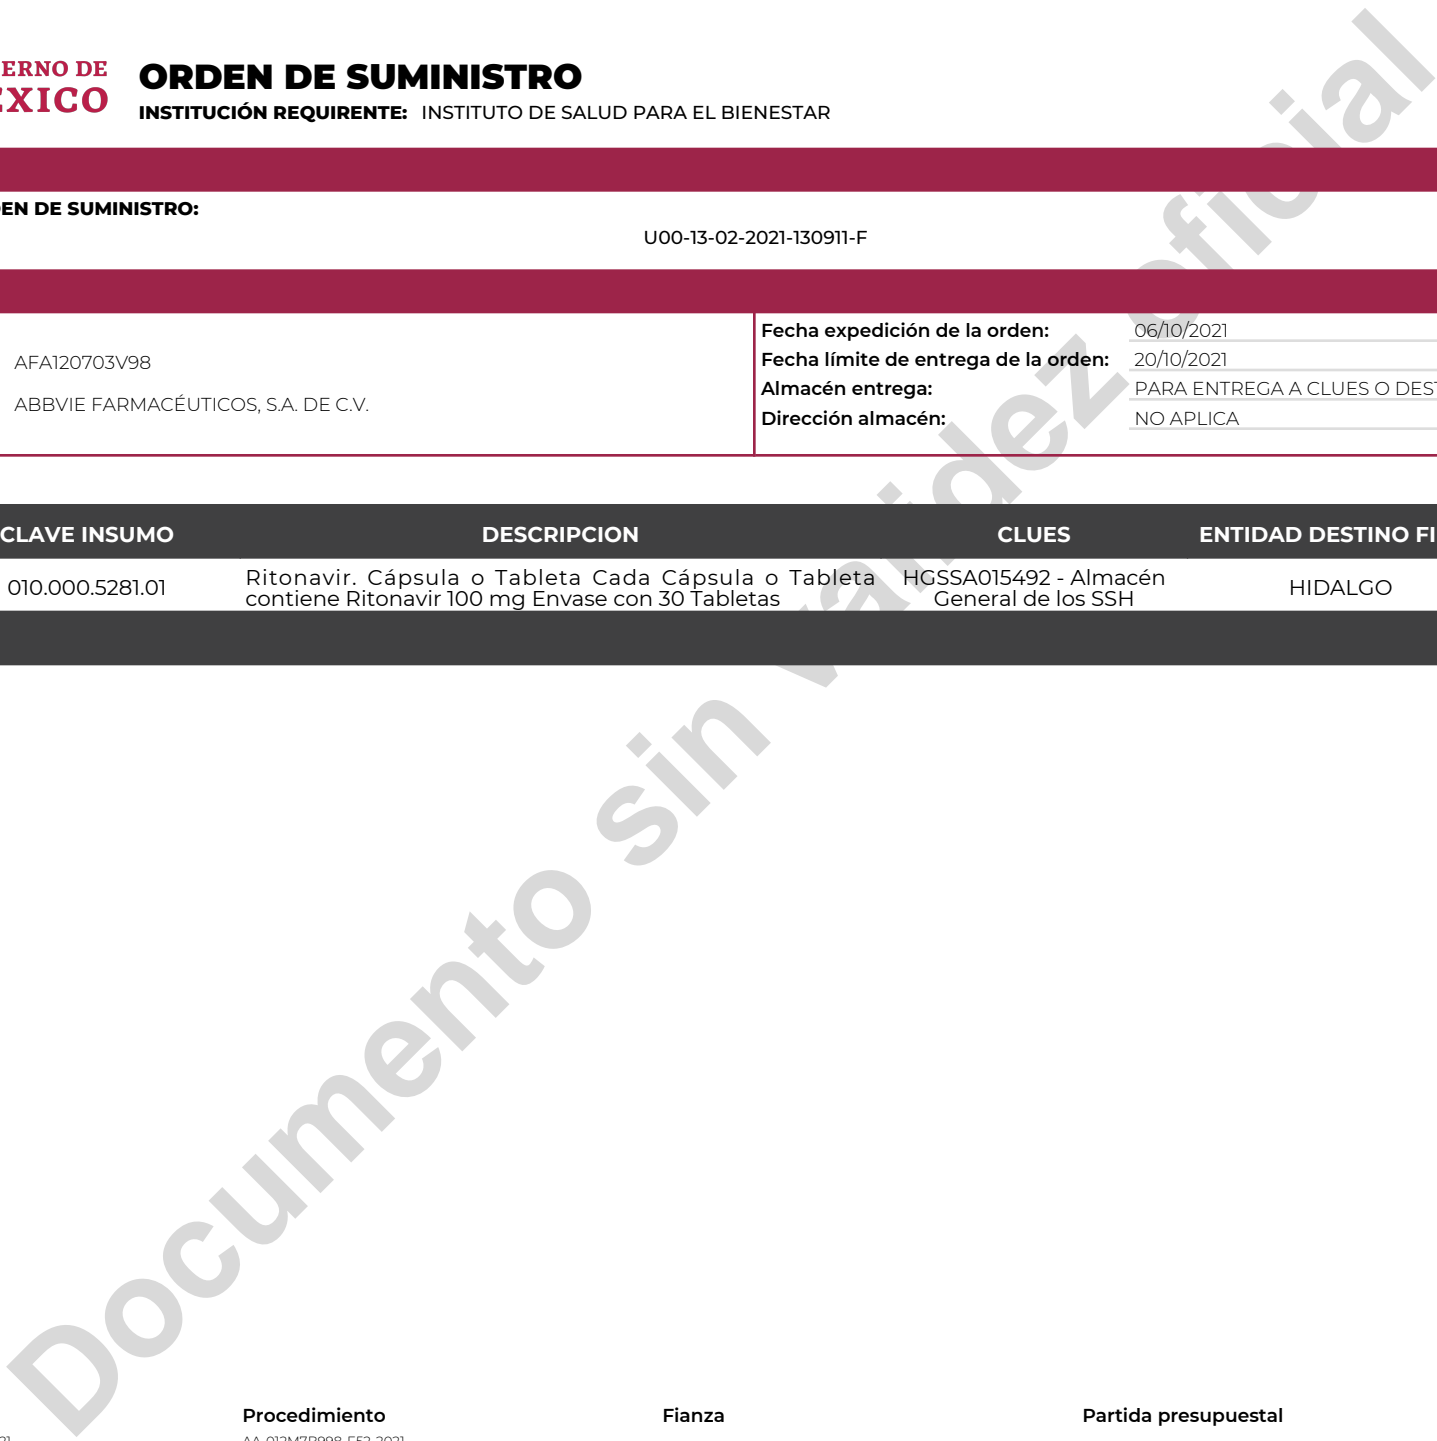 ERNO DE
ORDEN DE SUMINISTRO
INSTITUCIÓN REQUIRENTE: INSTITUTO DE SALUD PARA EL BIENESTAR
EN DE SUMINISTRO:
U00-13-02-2021-130911-F
AFA120703V98
ABBVIE FARMACÉUTICOS, S.A. DE C.V.
Fecha expedición de la orden: 06/10/2021
Fecha límite de entrega de la orden: 20/10/2021
Almacén entrega: PARA ENTREGA A CLUES O DEST
Dirección almacén: NO APLICA
CLAVE INSUMO DESCRIPCION CLUES ENTIDAD DESTINO FI
010.000.5281.01
Ritonavir. Cápsula o Tableta Cada Cápsula o Tableta
contiene Ritonavir 100 mg Envase con 30 Tabletas
HGSSA015492 - Almacén
General de los SSH
HIDALGO
Documento sin validez oficial
Procedimiento Fianza Partida presupuestal